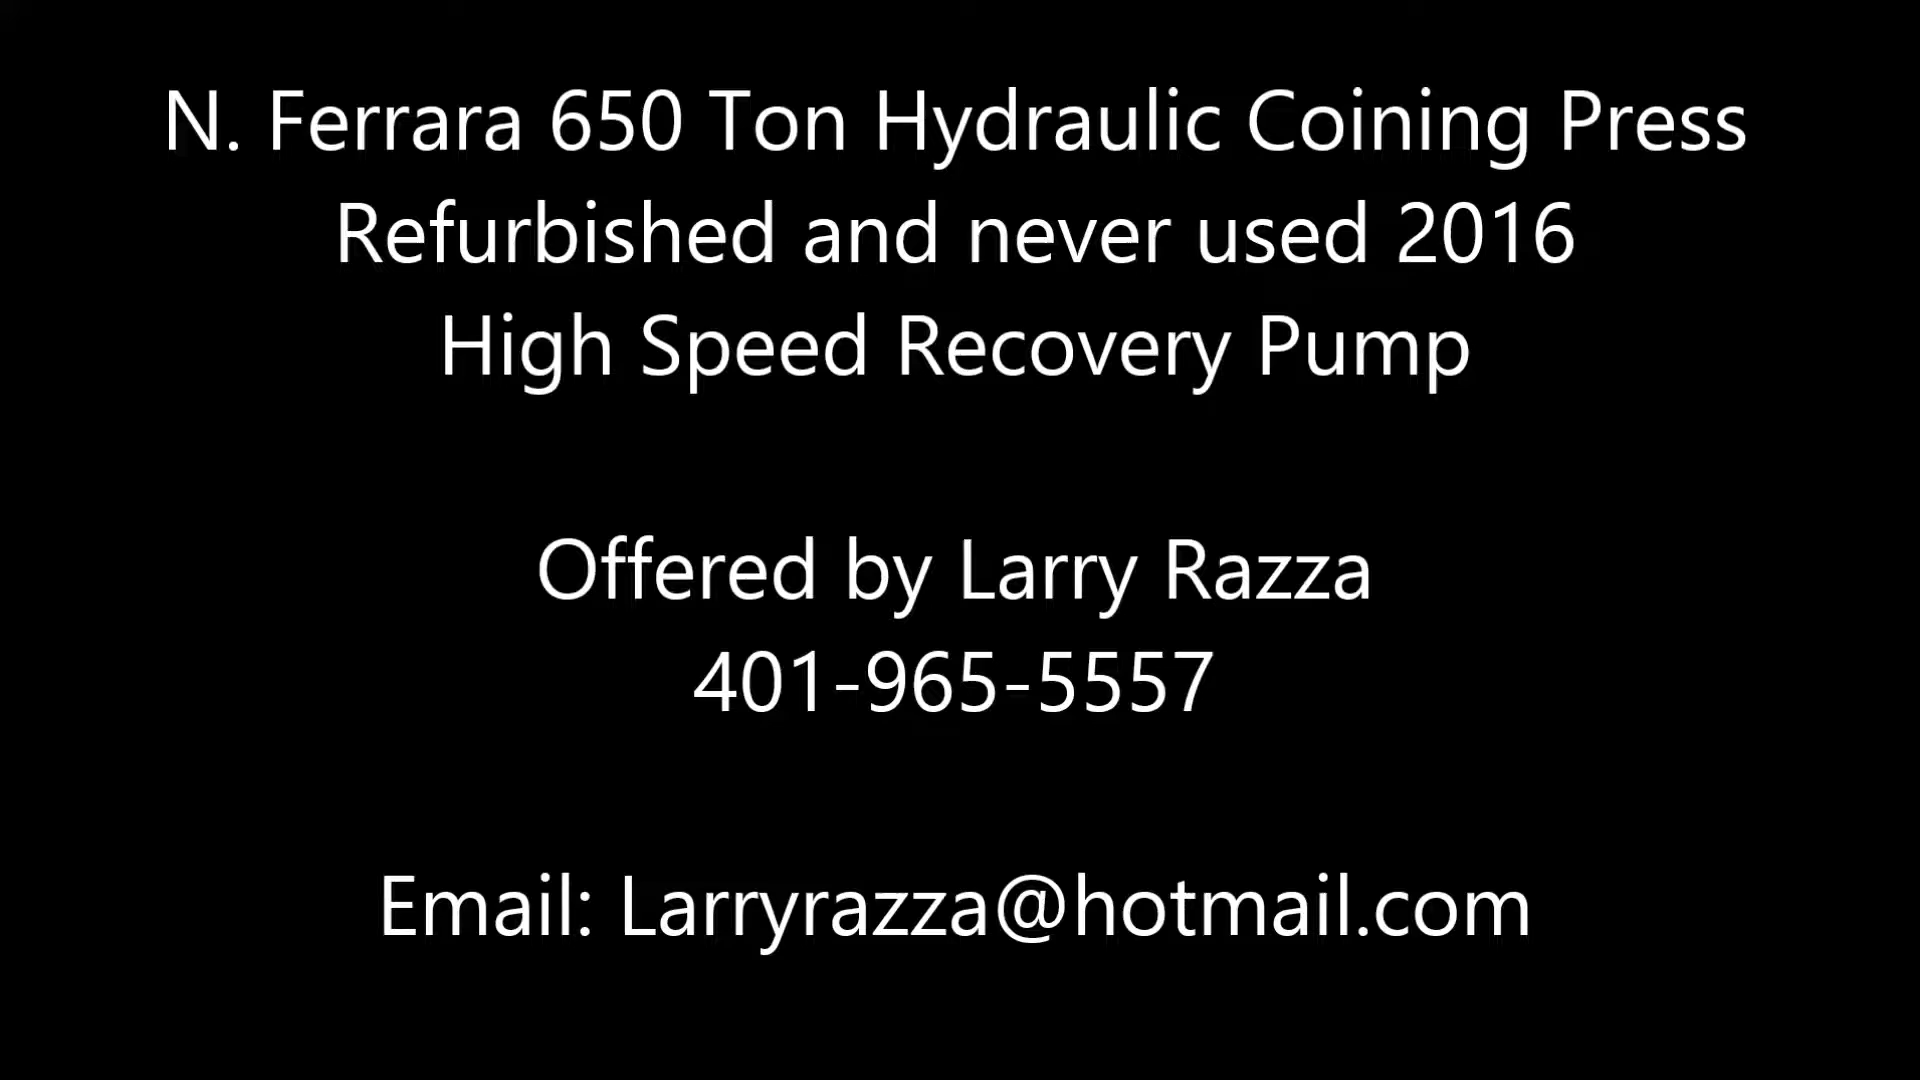 N. Ferrara 650 Ton Hydraulic Coining Press
Refurbished and never used 2016
High Speed Recovery Pump
Offered by Larry Razza
401-965-5557
Email: Larryrazza@hotmail.com